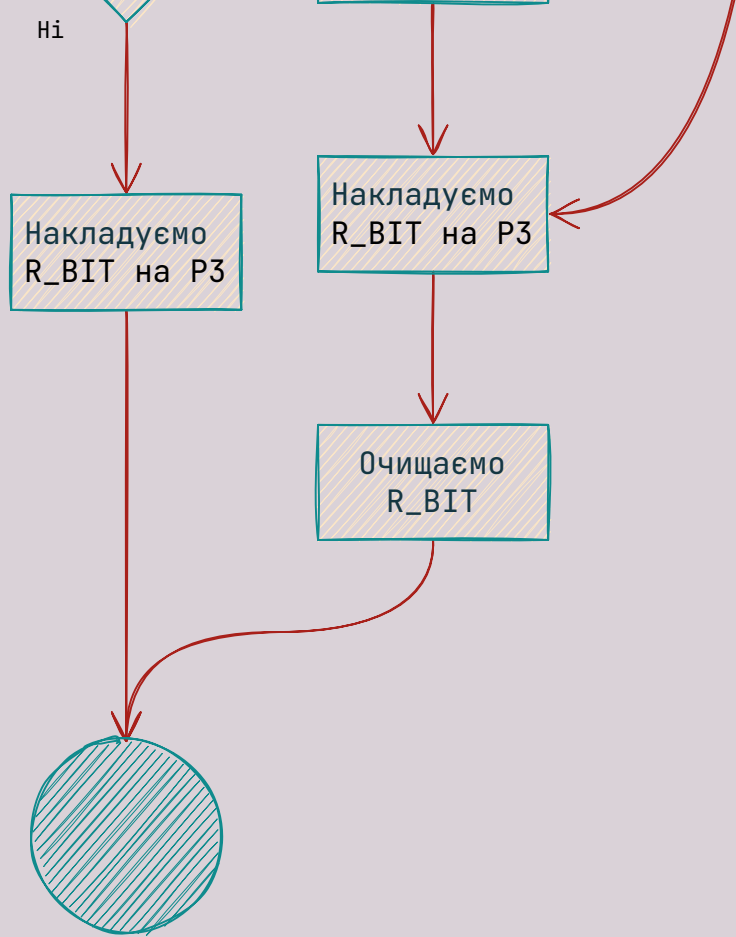 Ні
Накладуємо
R_BIT на P3
Накладуємо
R_BIT на P3
Очищаємо
R_BIT